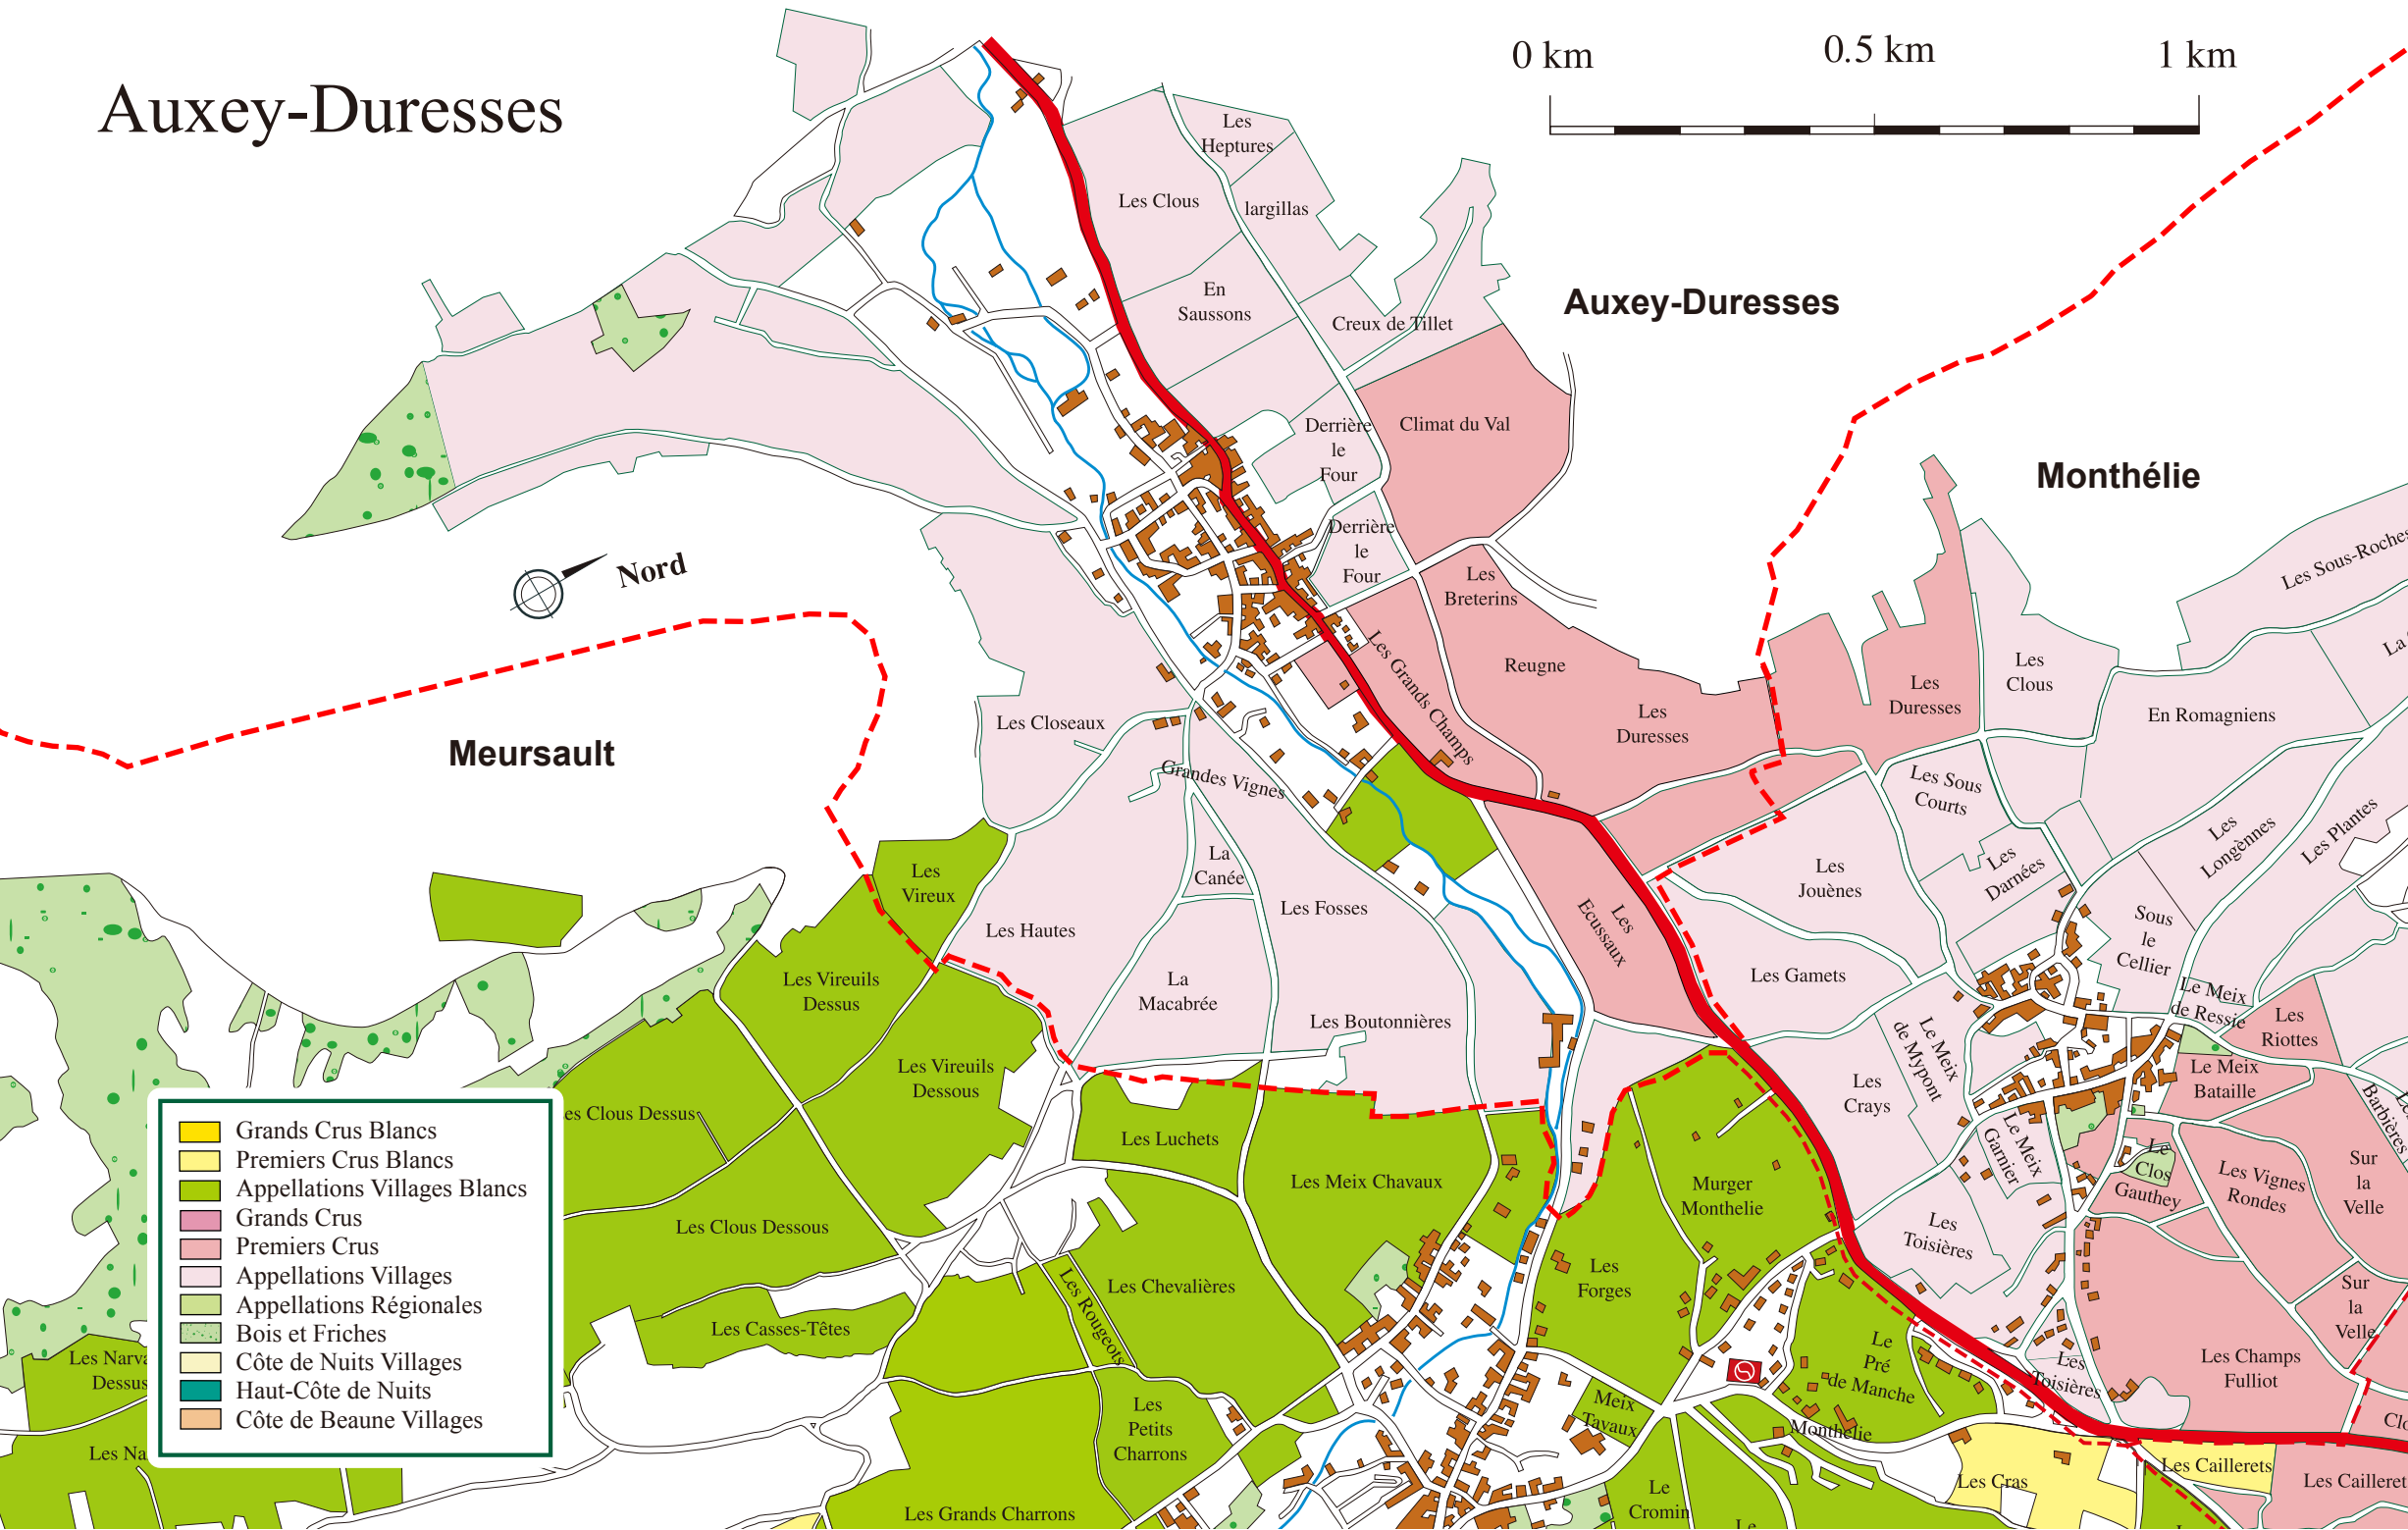 Auxey-Duresses
0 km
0.5 km
1 km
Les
Heptures
Les Clous
largillas
En
Saussons
Creux de Tillet
Auxey-Duresses
Derrière
le
Four
Climat du Val
Monthélie
Derrière
le
Four
Les
Breterins
Les Sous-Roches
Nord
Les Grands Champs
Reugne
Les
Duresses
Les
Duresses
Les
Clous
La
En Romagniens
Meursault
Les Closeaux
Grandes Vignes
Les Sous
Courts
Les
Longènnes
Les Plantes
La
Canée
Les
Vireux
Les
Jouènes
Les
Darnées
Les Hautes
Les Fosses
Les
Ecussaux
Sous
le
Cellier
Les Vireuils
Dessus
La
Macabrée
Les Gamets
Le Meix
de Ressie
Les Boutonnières
Les
Riottes
Le Meix
de Mypont
Les Vireuils
Dessous
Les
Crays
Le Meix
Bataille
Barbières
es Clous Dessus
Les Luchets
Le Meix
Garnier
Les Meix Chavaux
Murger
Monthelie
Le
Clos
Gauthey
Les Vignes
Rondes
Sur
la
Velle
Les Clous Dessous
Les
Toisières
Les Chevalières
Les Rougeots
Les
Forges
Sur
la
Velle
Les Casses-Têtes
Le
Pré
de Manche
Les
Toisières
Les Champs
Fulliot
Les Narva
Dessus
Les
Petits
Charrons
Meix
Tavaux
Monthelie
Clo
Les Na
Les Gras
Les Caillerets
Les Cailleret
Les Grands Charrons
Le
Cromin
Le
Grands Crus Blancs
Premiers Crus Blancs
Appellations Villages Blancs
Grands Crus
Premiers Crus
Appellations Villages
Appellations Régionales
Bois et Friches
Côte de Nuits Villages
Haut-Côte de Nuits
Côte de Beaune Villages